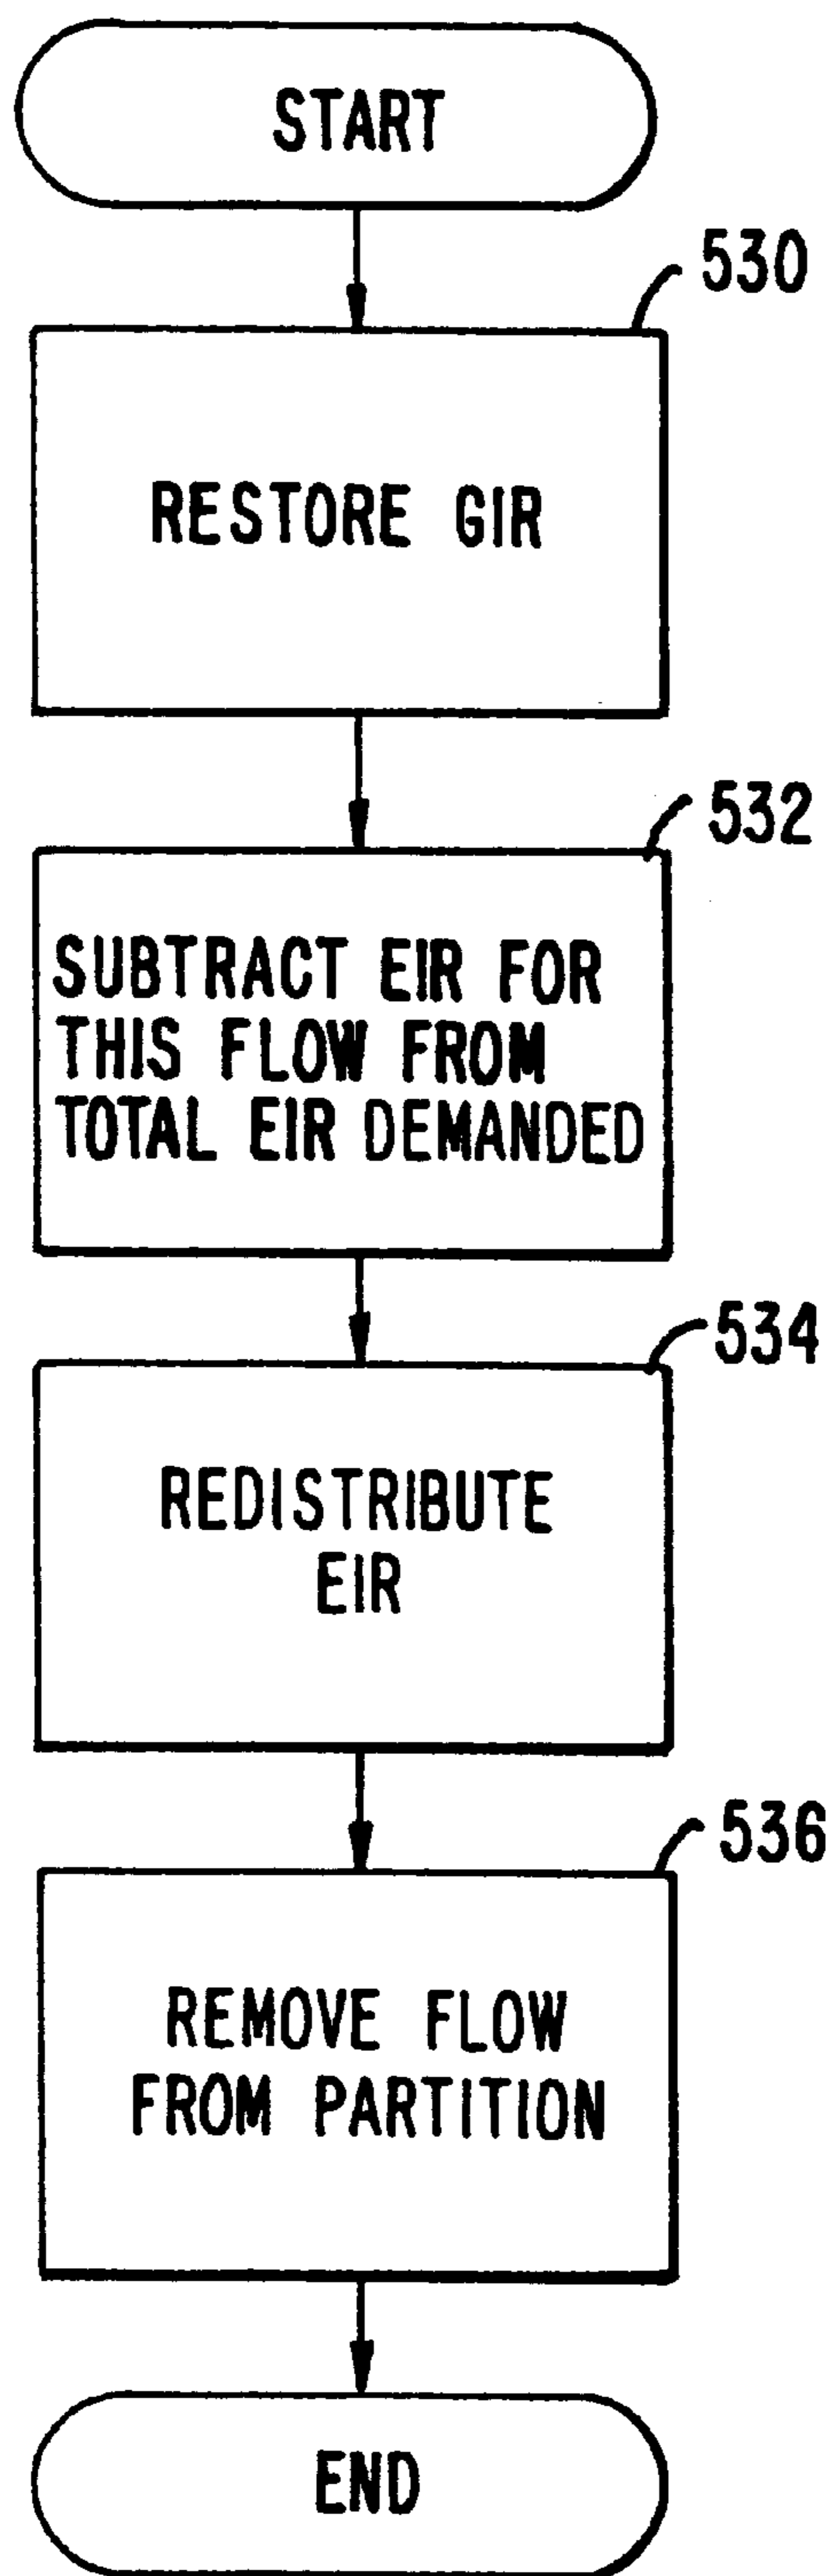 START
530
RESTORE GIR
532
SUBTRACT EIR FOR
THIS FLOW FROM
TOTAL EIR DEMANDED
534
REDISTRIBUTE
EIR
536
REMOVE FLOW
FROM PARTITION
END